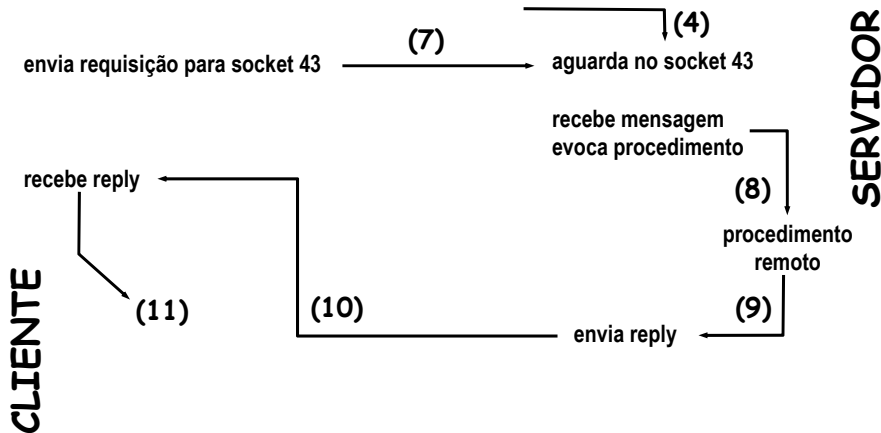 (4)
(7)
envia requisição para socket 43
aguarda no socket 43
SERVIDOR
recebe mensagem
evoca procedimento
recebe reply
(8)
procedimento
remoto
CLIENTE
(11)
(10)
(9)
envia reply